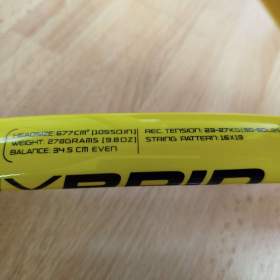 HEADSIZE: 677CM² (105SQ.IN)
WEIGHT: 278GRAMS (9.8OZ)
BALANCE: 34.5 CM EVEN
REC. TENSION: 23-27KG
STRING PATTERN: 16X19
HYBRID